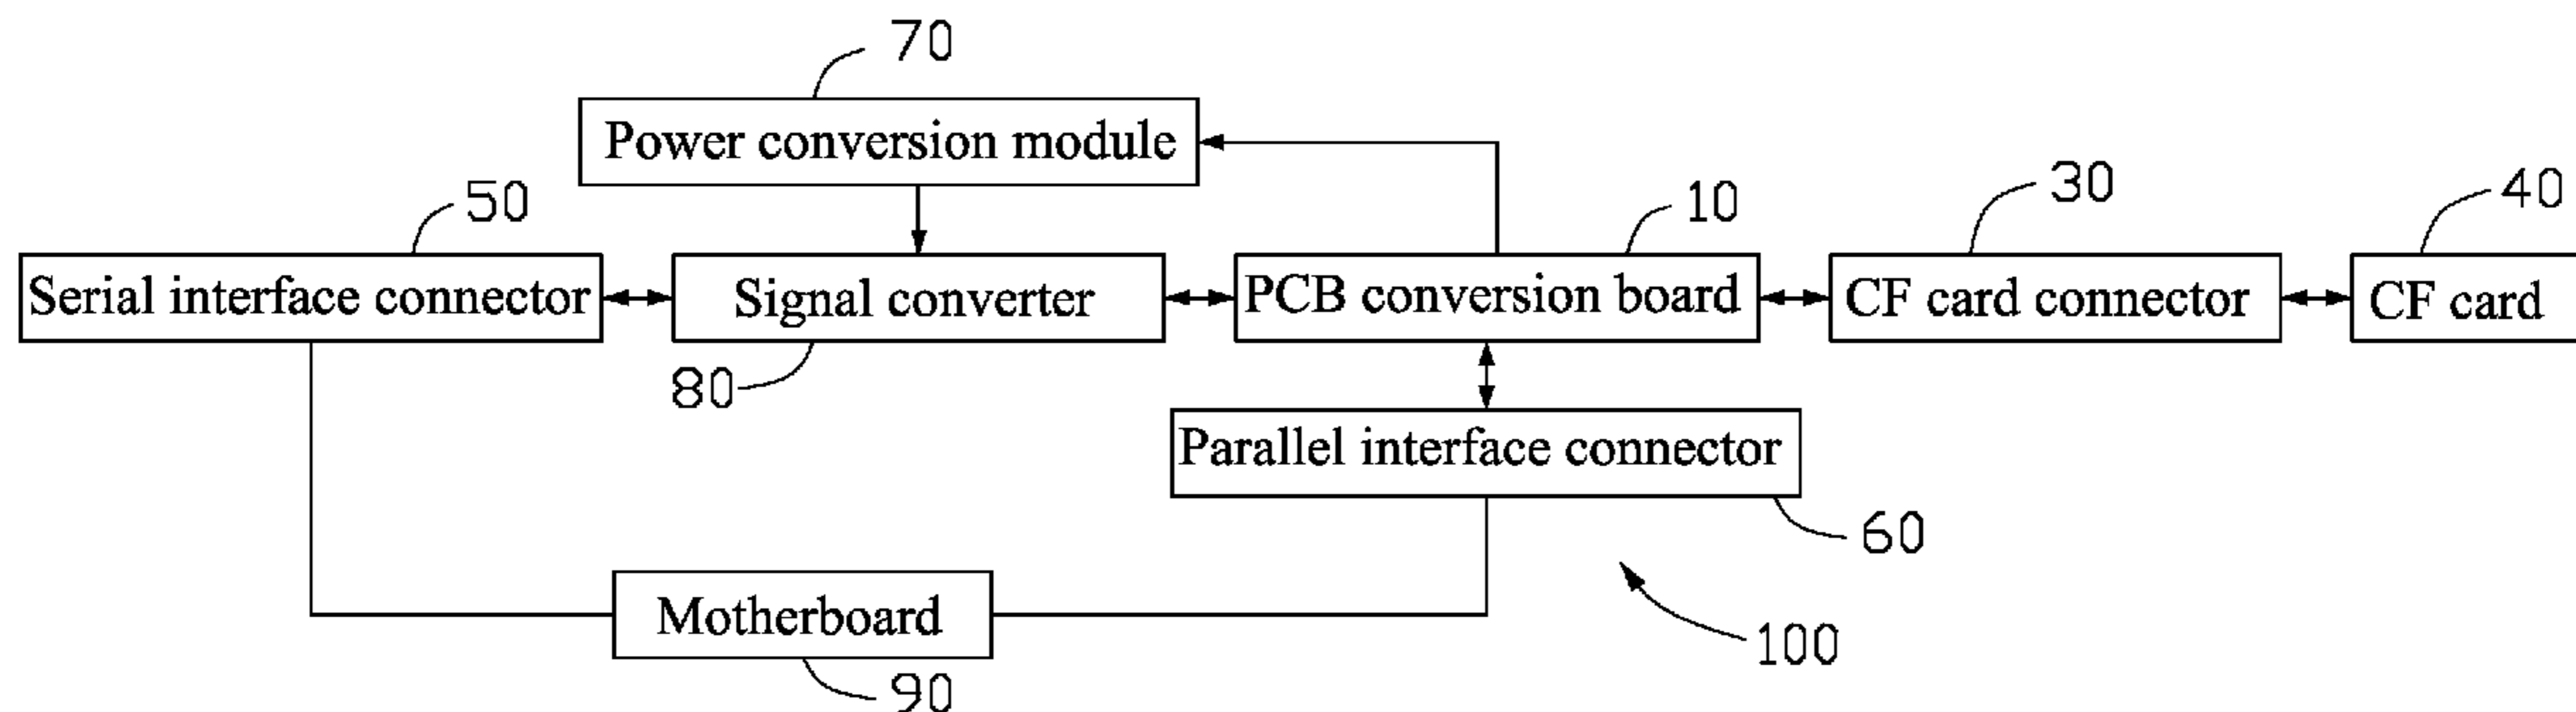 70
Power conversion module
50
10
30
40
Serial interface connector
Signal converter
PCB conversion board
CF card connector
CF card
80
Parallel interface connector
60
Motherboard
100
90